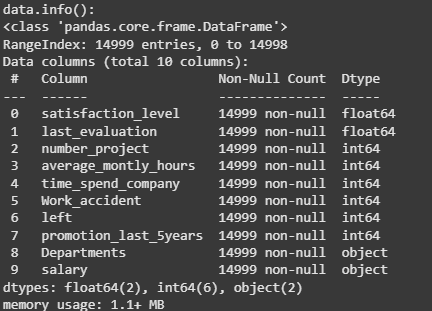 data.info():
<class 'pandas.core.frame.DataFrame'>
RangeIndex: 14999 entries, 0 to 14998
Data columns (total 10 columns):
 #   Column                 Non-Null Count  Dtype
---  ------                 --------------  -----
 0   satisfaction_level     14999 non-null  float64
 1   last_evaluation        14999 non-null  float64
 2   number_project         14999 non-null  int64
 3   average_montly_hours   14999 non-null  int64
 4   time_spend_company     14999 non-null  int64
 5   Work_accident          14999 non-null  int64
 6   left                   14999 non-null  int64
 7   promotion_last_5years  14999 non-null  int64
 8   Departments            14999 non-null  object
 9   salary                 14999 non-null  object
dtypes: float64(2), int64(6), object(2)
memory usage: 1.1+ MB